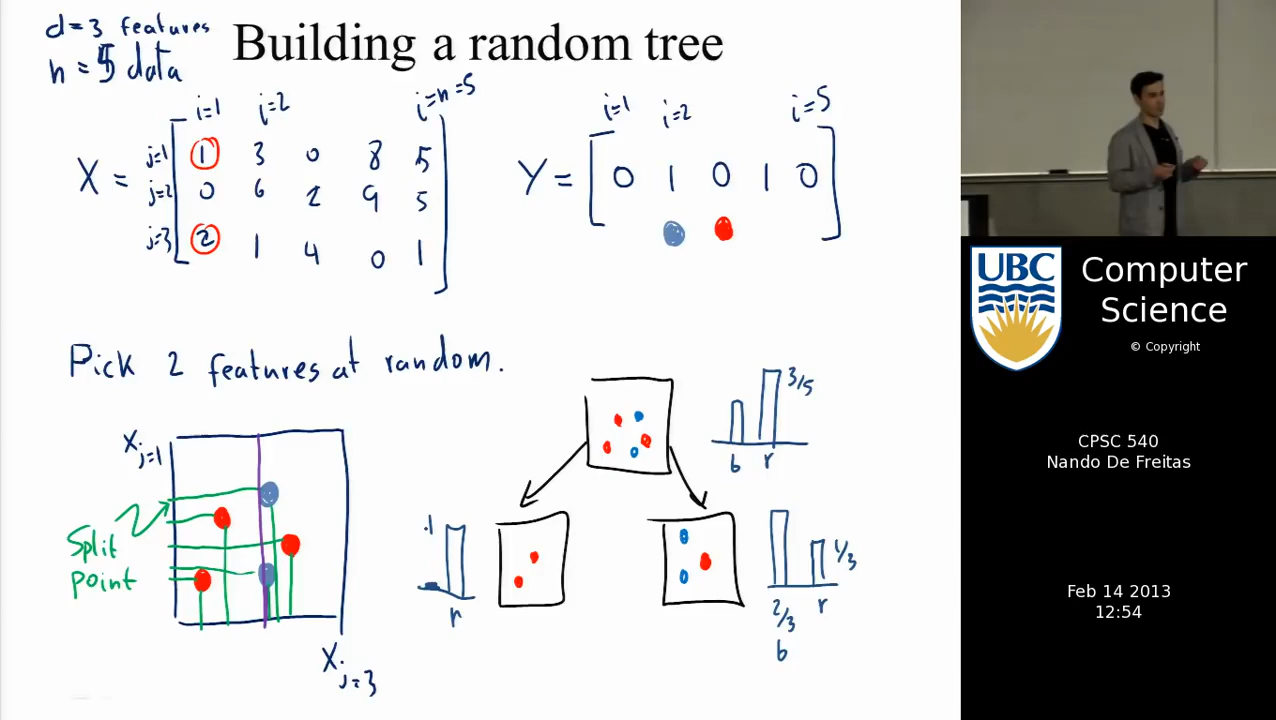 d=3 features
n=5 data
Building a random tree
i=1 i=2 i=n=5
X = [
j=1 1 3 0 8 5
j=2 0 6 2 9 5
j=3 2 1 4 0 1
]
i=1 i=2 i=5
Y = [ 0 1 0 1 0 ]
Pick 2 features at random.
X j=1
Split
point
X j=3
3/5
b r
.1
r
1/3
2/3 r
b
UBC
Computer
Science
© Copyright
CPSC 540
Nando De Freitas
Feb 14 2013
12:54